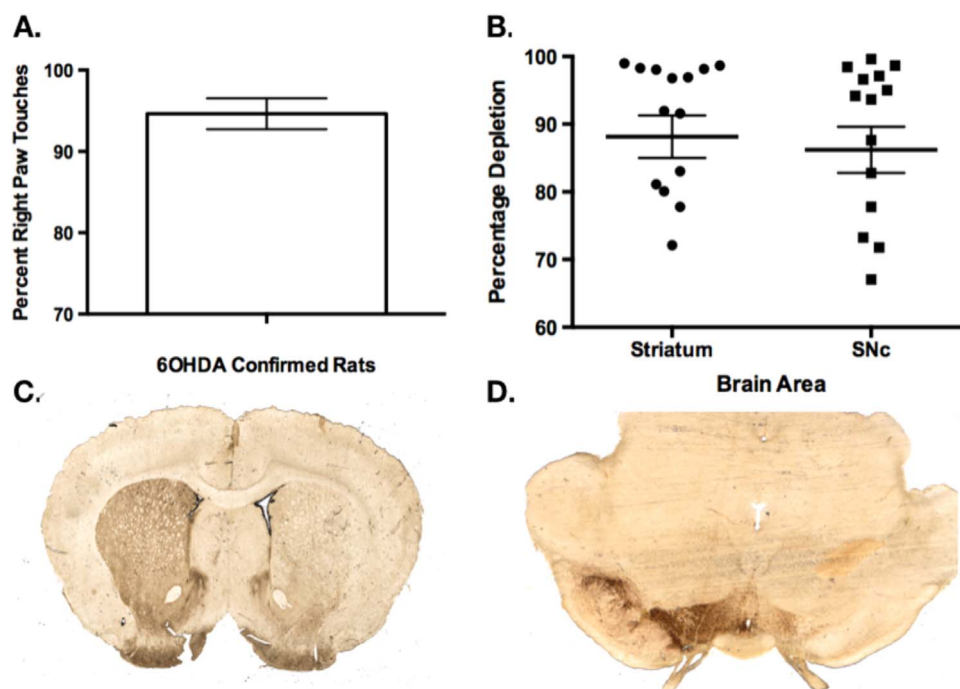 A.
Percent Right Paw Touches
100
90
80
70
6OHDA Confirmed Rats
B.
Percentage Depletion
100
90
80
70
60
Striatum
SNc
Brain Area
C.
D.